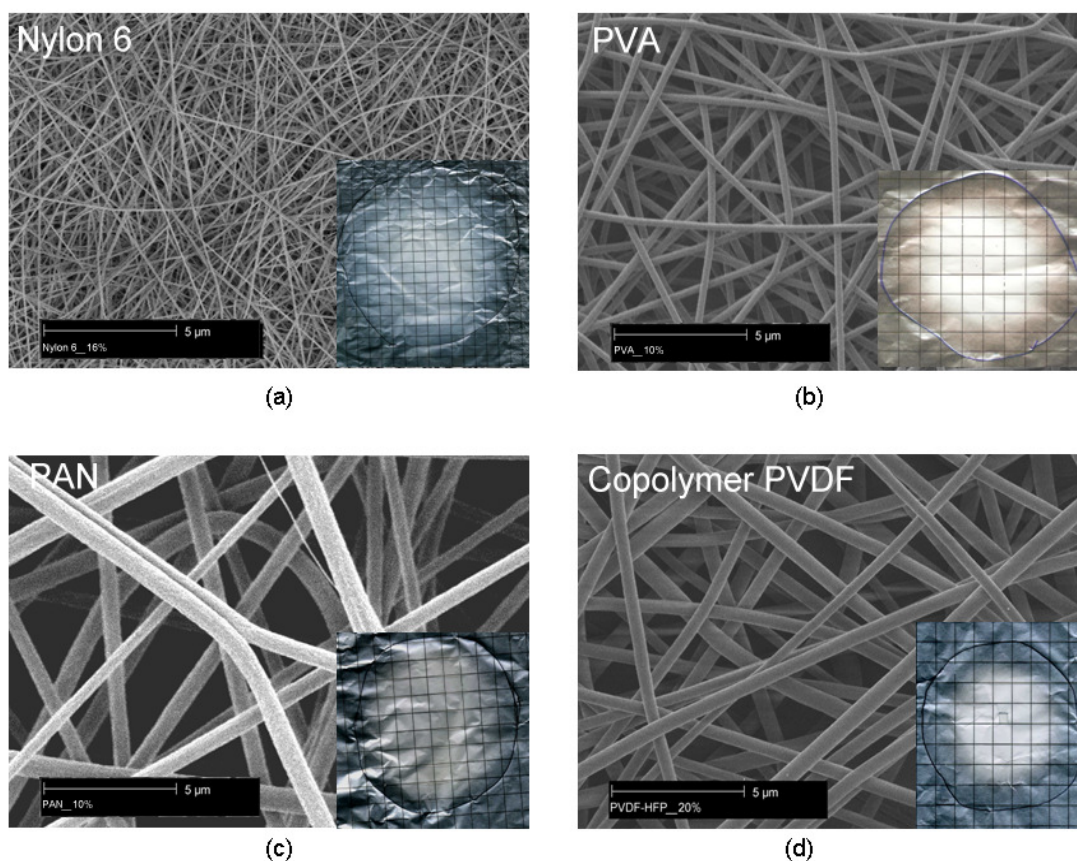 Nylon 6
5 µm
Nylon 6__16%
(a)
PVA
5 µm
PVA__10%
(b)
PAN
5 µm
PAN__10%
(c)
Copolymer PVDF
5 µm
PVDF-HFP__20%
(d)